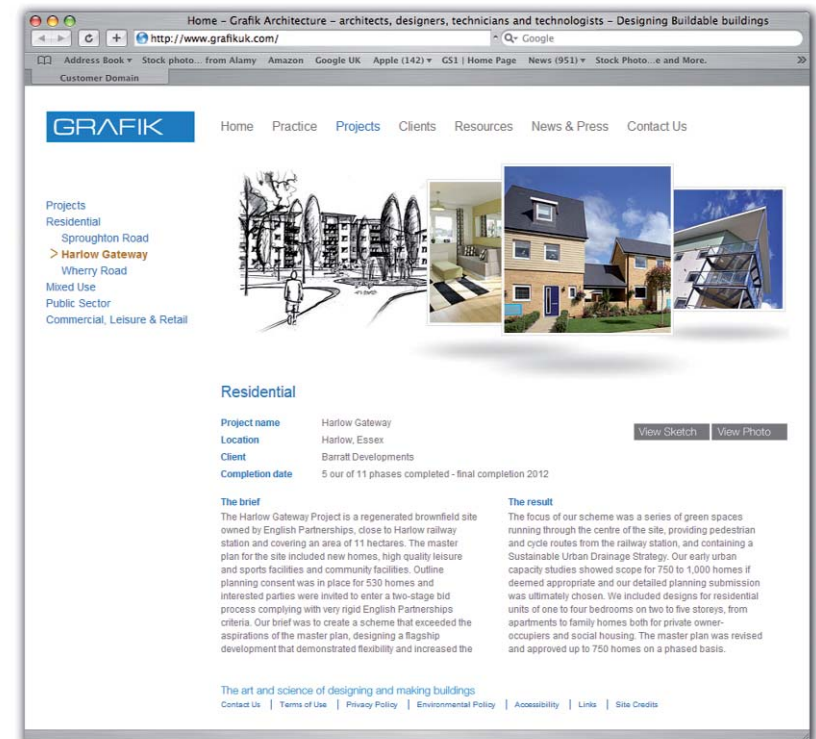 Home – Grafik Architecture – architects, designers, technicians and technologists – Designing Buildable buildings
http://www.grafikuk.com/
Google
Address Book Stock photo... from Alamy Amazon Google UK Apple (142) GS1 | Home Page News (951) Stock Photo...e and More.
Customer Domain
GRAFIK
Home Practice Projects Clients Resources News & Press Contact Us
Projects
Residential
Sproughton Road
> Harlow Gateway
Wherry Road
Mixed Use
Public Sector
Commercial, Leisure & Retail
Residential
Project name Harlow Gateway
Location Harlow, Essex
Client Barratt Developments
Completion date 5 our of 11 phases completed - final completion 2012
View Sketch View Photo
The brief
The Harlow Gateway Project is a regenerated brownfield site
owned by English Partnerships, close to Harlow railway
station and covering an area of 11 hectares. The master
plan for the site included new homes, high quality leisure
and sports facilities and community facilities. Outline
planning consent was in place for 530 homes and
interested parties were invited to enter a two-stage bid
process complying with very rigid English Partnerships
criteria. Our brief was to create a scheme that exceeded the
aspirations of the master plan, designing a flagship
development that demonstrated flexibility and increased the
The result
The focus of our scheme was a series of green spaces
running through the centre of the site, providing pedestrian
and cycle routes from the railway station, and containing a
Sustainable Urban Drainage Strategy. Our early urban
capacity studies showed scope for 750 to 1,000 homes if
deemed appropriate and our detailed planning submission
was ultimately chosen. We included designs for residential
units of one to four bedrooms on two to five storeys, from
apartments to family homes both for private owner-
occupiers and social housing. The master plan was revised
and approved up to 750 homes on a phased basis.
The art and science of designing and making buildings
Contact Us | Terms of Use | Privacy Policy | Environmental Policy | Accessibility | Links | Site Credits